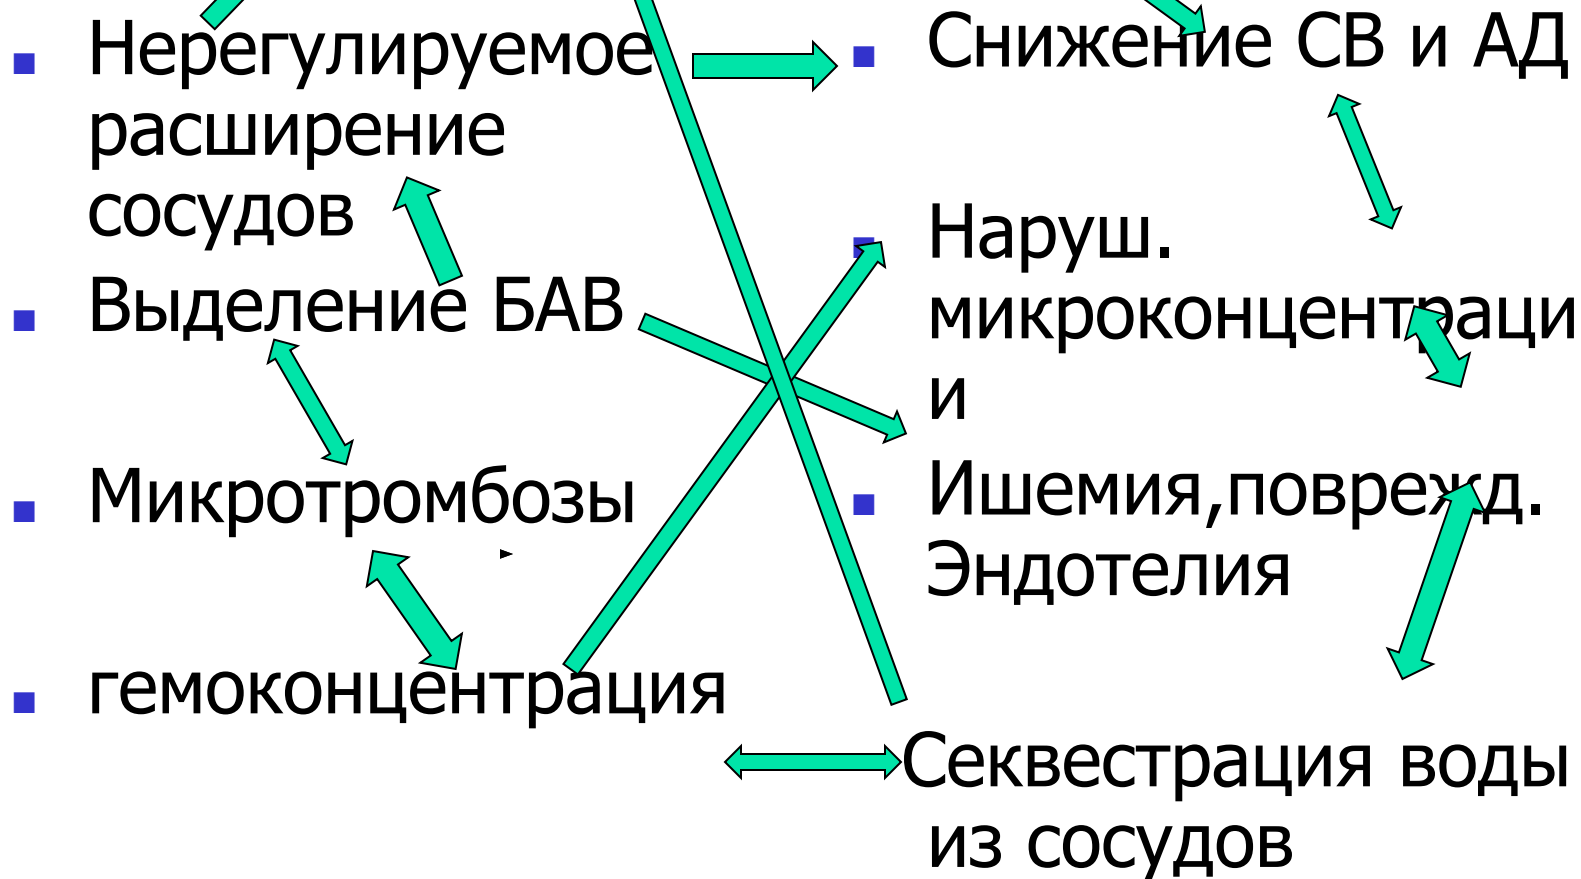 Нерегулируемое
расширение
сосудов
Выделение БАВ
Микротромбозы
гемоконцентрация
Снижение СВ и АД
Наруш.
микроконцентраци
и
Ишемия,поврежд.
Эндотелия
Секвестрация воды
из сосудов